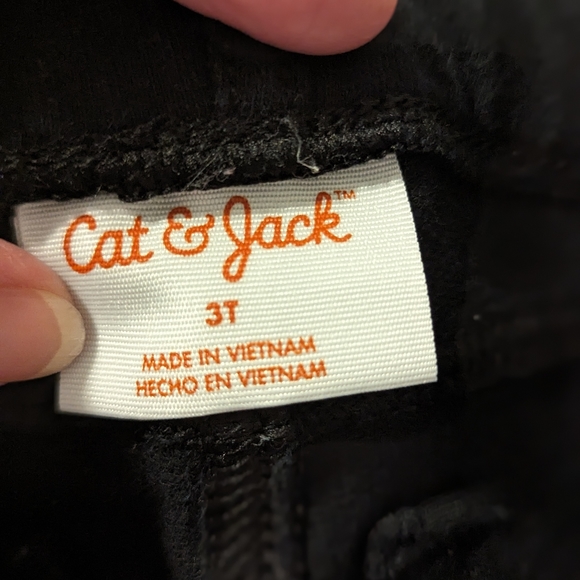 Cat & Jack™
3T
MADE IN VIETNAM
HECHO EN VIETNAM